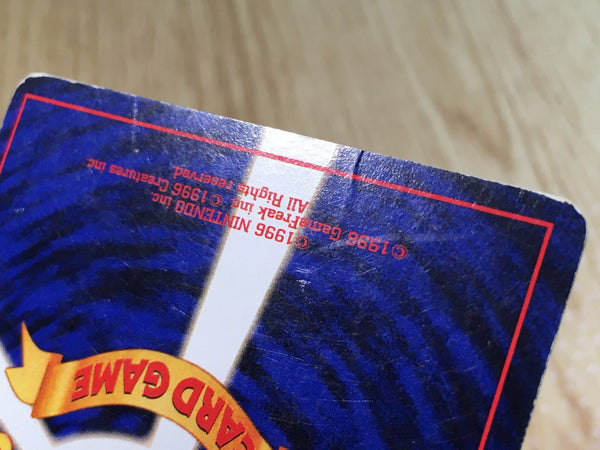 CARD GAME
©1996 NINTENDO inc.
©1996 GameFreak inc ©1996 Creatures inc.
All Rights reserved.